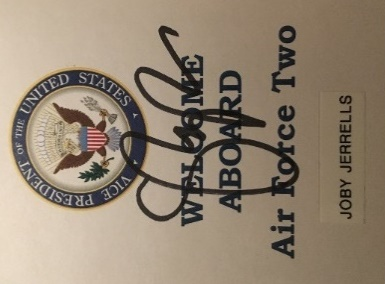 VICE PRESIDENT OF THE UNITED STATES
WELCOME
ABOARD
Air Force Two
JOBY JERRELLS